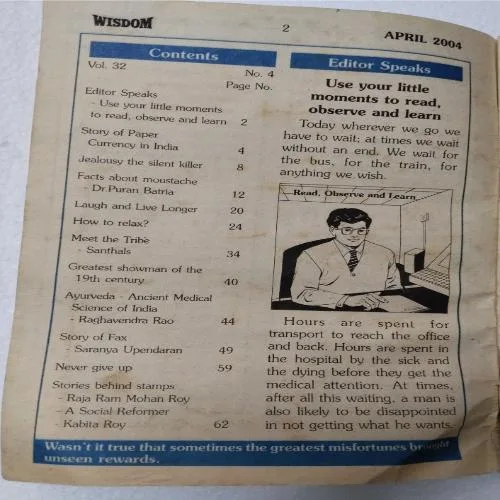 WISDOM
2
APRIL 2004
Contents
Vol. 32
No. 4
Page No.
Editor Speaks
- Use your little moments
to read, observe and learn 2
Story of Paper
Currency in India 4
Jealousy the silent killer 8
Facts about moustache
- Dr.Puran Batria 12
Laugh and Live Longer 20
How to relax? 24
Meet the Tribe
- Santhals 34
Greatest showman of the
19th century 40
Ayurveda - Ancient Medical
Science of India
- Raghavendra Rao 44
Story of Fax
- Saranya Upendaran 49
Never give up 59
Stories behind stamps
- Raja Ram Mohan Roy
- A Social Reformer
- Kabita Roy 62
Editor Speaks
Use your little
moments to read,
observe and learn
Today wherever we go we
have to wait; at times we wait
without an end. We wait for
the bus, for the train, for
anything we wish.
Read, Observe and Learn
Hours are spent for
transport to reach the office
and back. Hours are spent in
the hospital by the sick and
the dying before they get the
medical attention. At times,
after all this waiting, a man is
also likely to be disappointed
in not getting what he wants.
Wasn't it true that sometimes the greatest misfortunes brought
unseen rewards.